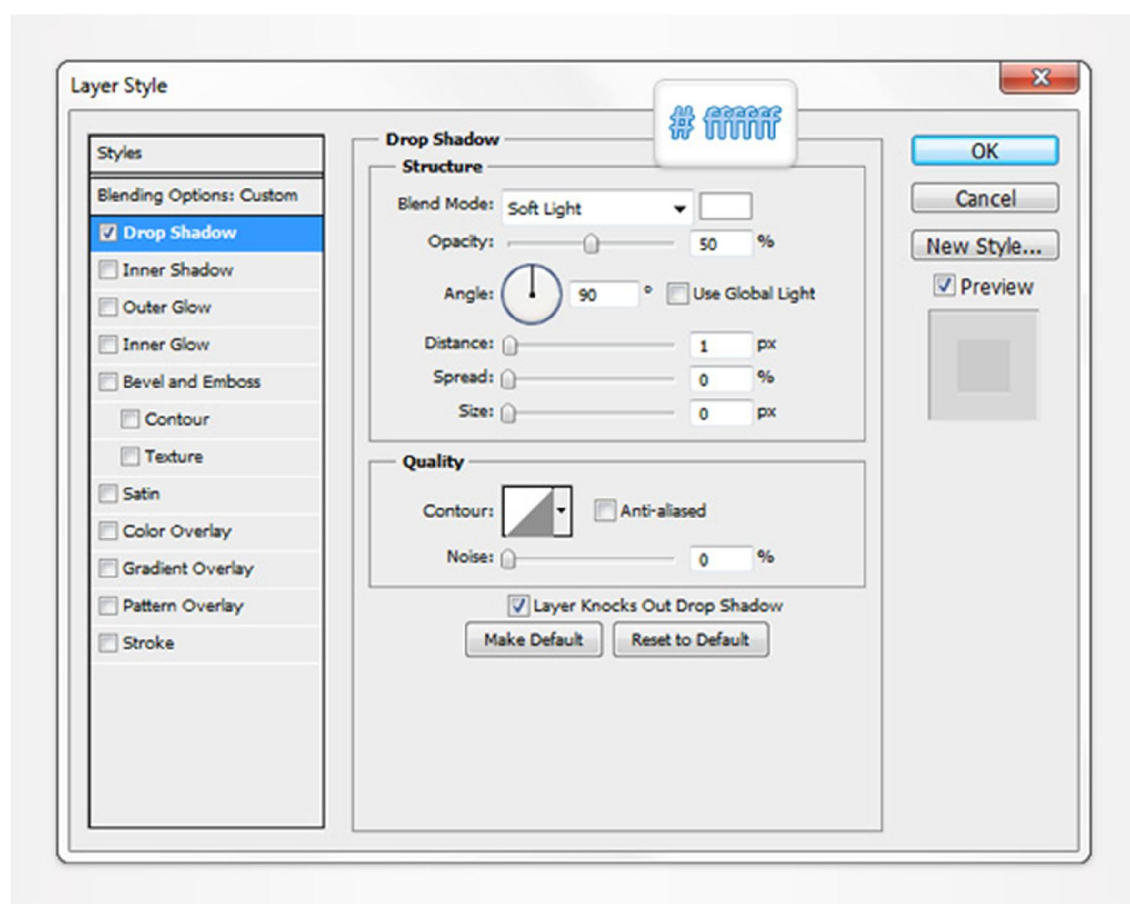 Layer Style
# ffffff
Styles
Blending Options: Custom
Drop Shadow
Inner Shadow
Outer Glow
Inner Glow
Bevel and Emboss
Contour
Texture
Satin
Color Overlay
Gradient Overlay
Pattern Overlay
Stroke
Drop Shadow
Structure
Blend Mode: Soft Light
Opacity: 50 %
Angle: 90 ° Use Global Light
Distance: 1 px
Spread: 0 %
Size: 0 px
Quality
Contour: Anti-aliased
Noise: 0 %
Layer Knocks Out Drop Shadow
Make Default Reset to Default
OK
Cancel
New Style...
Preview